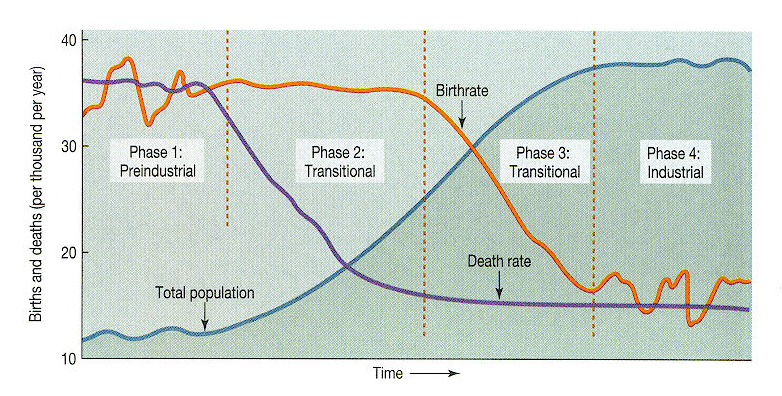 Births and deaths (per thousand per year)
40
30
20
10
Phase 1:
Preindustrial
Phase 2:
Transitional
Phase 3:
Transitional
Phase 4:
Industrial
Birthrate
Death rate
Total population
Time